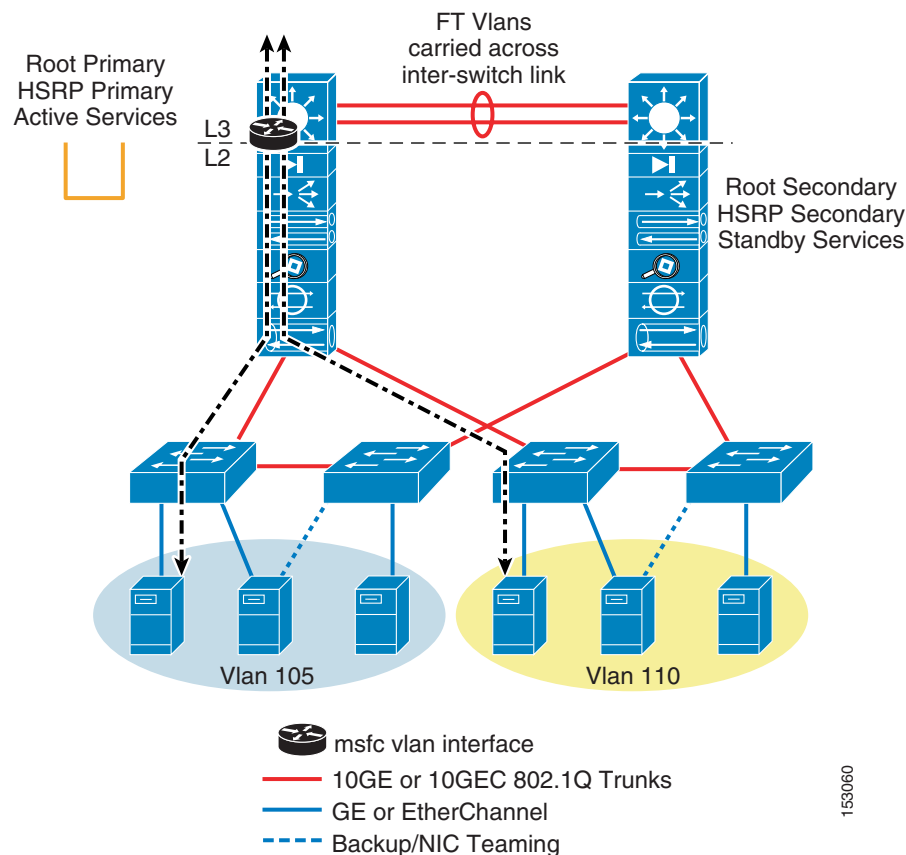 FT Vlans
carried across
inter-switch link
Root Primary
HSRP Primary
Active Services
L3
L2
Root Secondary
HSRP Secondary
Standby Services
Vlan 105
Vlan 110
msfc vlan interface
10GE or 10GEC 802.1Q Trunks
GE or EtherChannel
Backup/NIC Teaming
153060